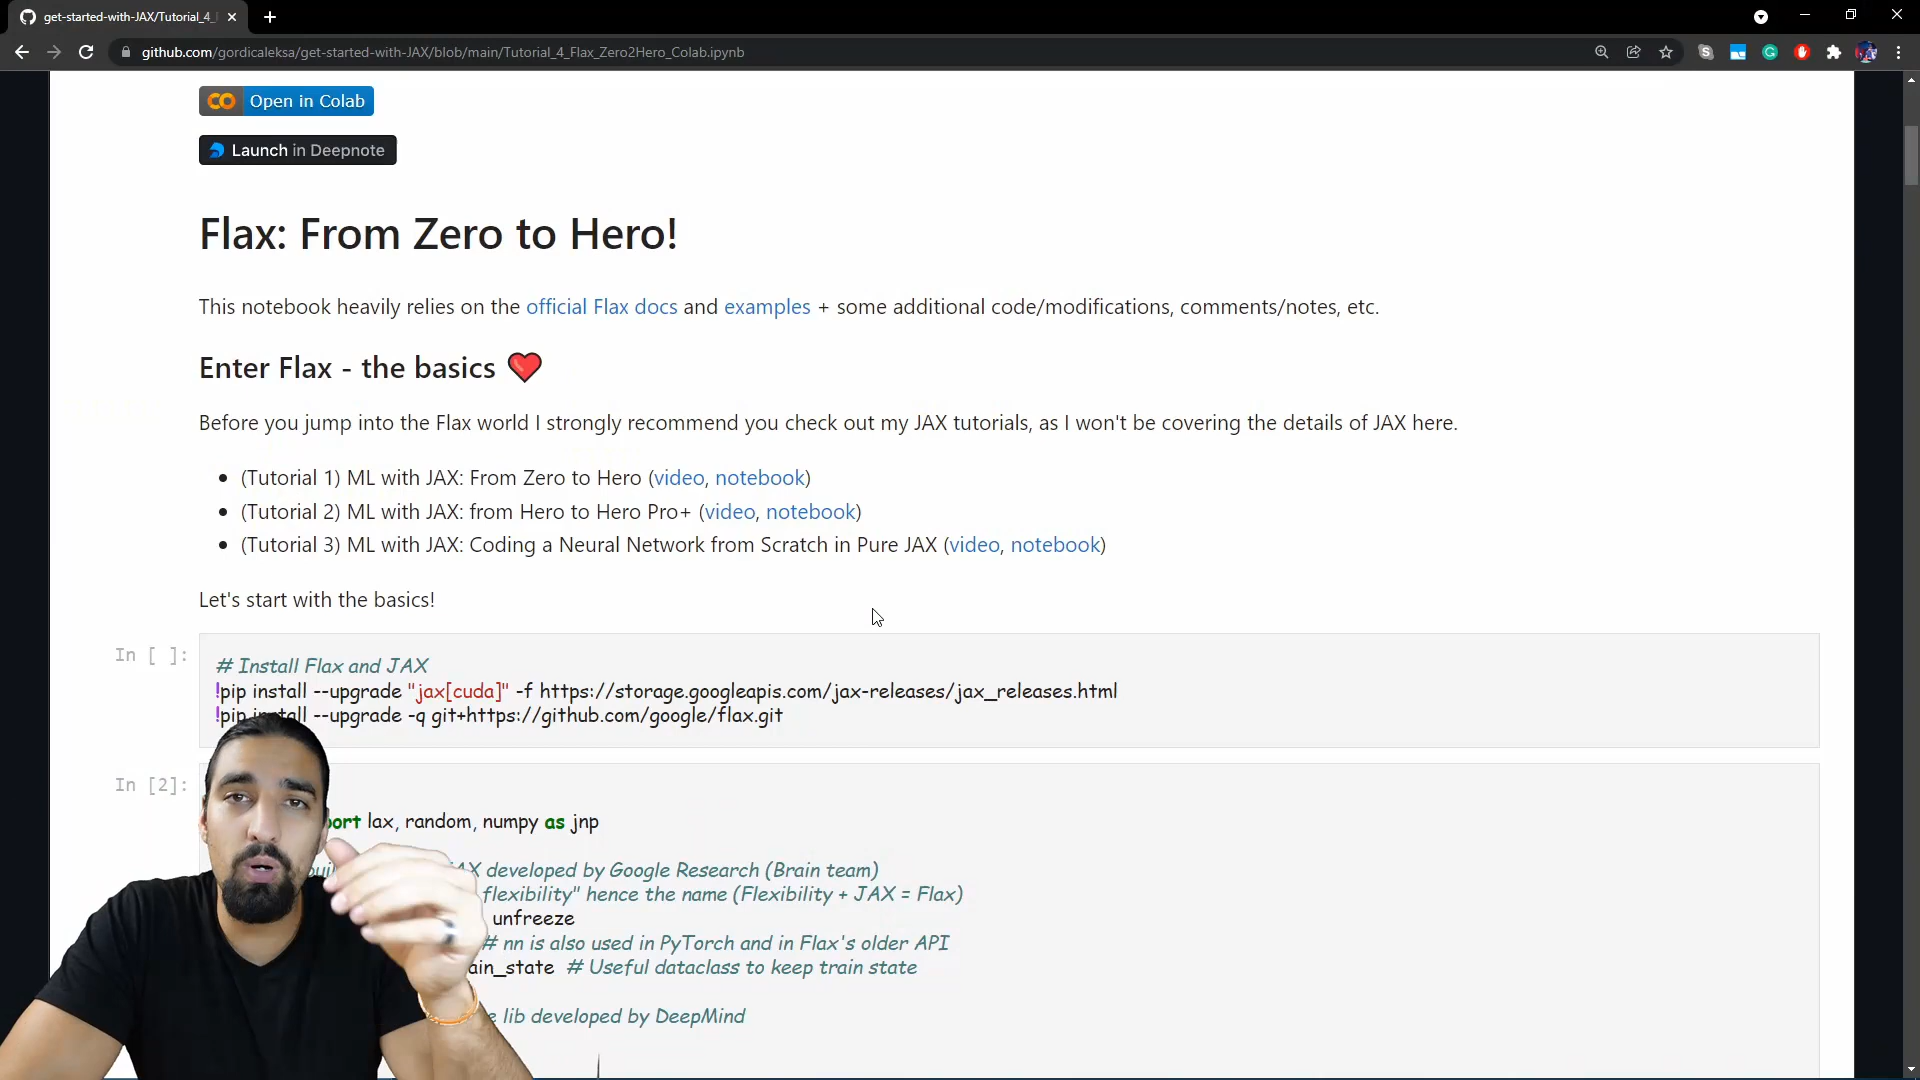 get-started-with-JAX/Tutorial_4_
github.com/gordicaleksa/get-started-with-JAX/blob/main/Tutorial_4_Flax_Zero2Hero_Colab.ipynb
Open in Colab
Launch in Deepnote
Flax: From Zero to Hero!
This notebook heavily relies on the official Flax docs and examples + some additional code/modifications, comments/notes, etc.
Enter Flax - the basics ❤️
Before you jump into the Flax world I strongly recommend you check out my JAX tutorials, as I won't be covering the details of JAX here.
• (Tutorial 1) ML with JAX: From Zero to Hero (video, notebook)
• (Tutorial 2) ML with JAX: from Hero to Hero Pro+ (video, notebook)
• (Tutorial 3) ML with JAX: Coding a Neural Network from Scratch in Pure JAX (video, notebook)
Let's start with the basics!
In [ ]:
# Install Flax and JAX
!pip install --upgrade "jax[cuda]" -f https://storage.googleapis.com/jax-releases/jax_releases.html
!pip install --upgrade -q git+https://github.com/google/flax.git
In [2]:
port lax, random, numpy as jnp
AX developed by Google Research (Brain team)
flexibility" hence the name (Flexibility + JAX = Flax)
unfreeze
# nn is also used in PyTorch and in Flax's older API
ain_state # Useful dataclass to keep train state
lib developed by DeepMind